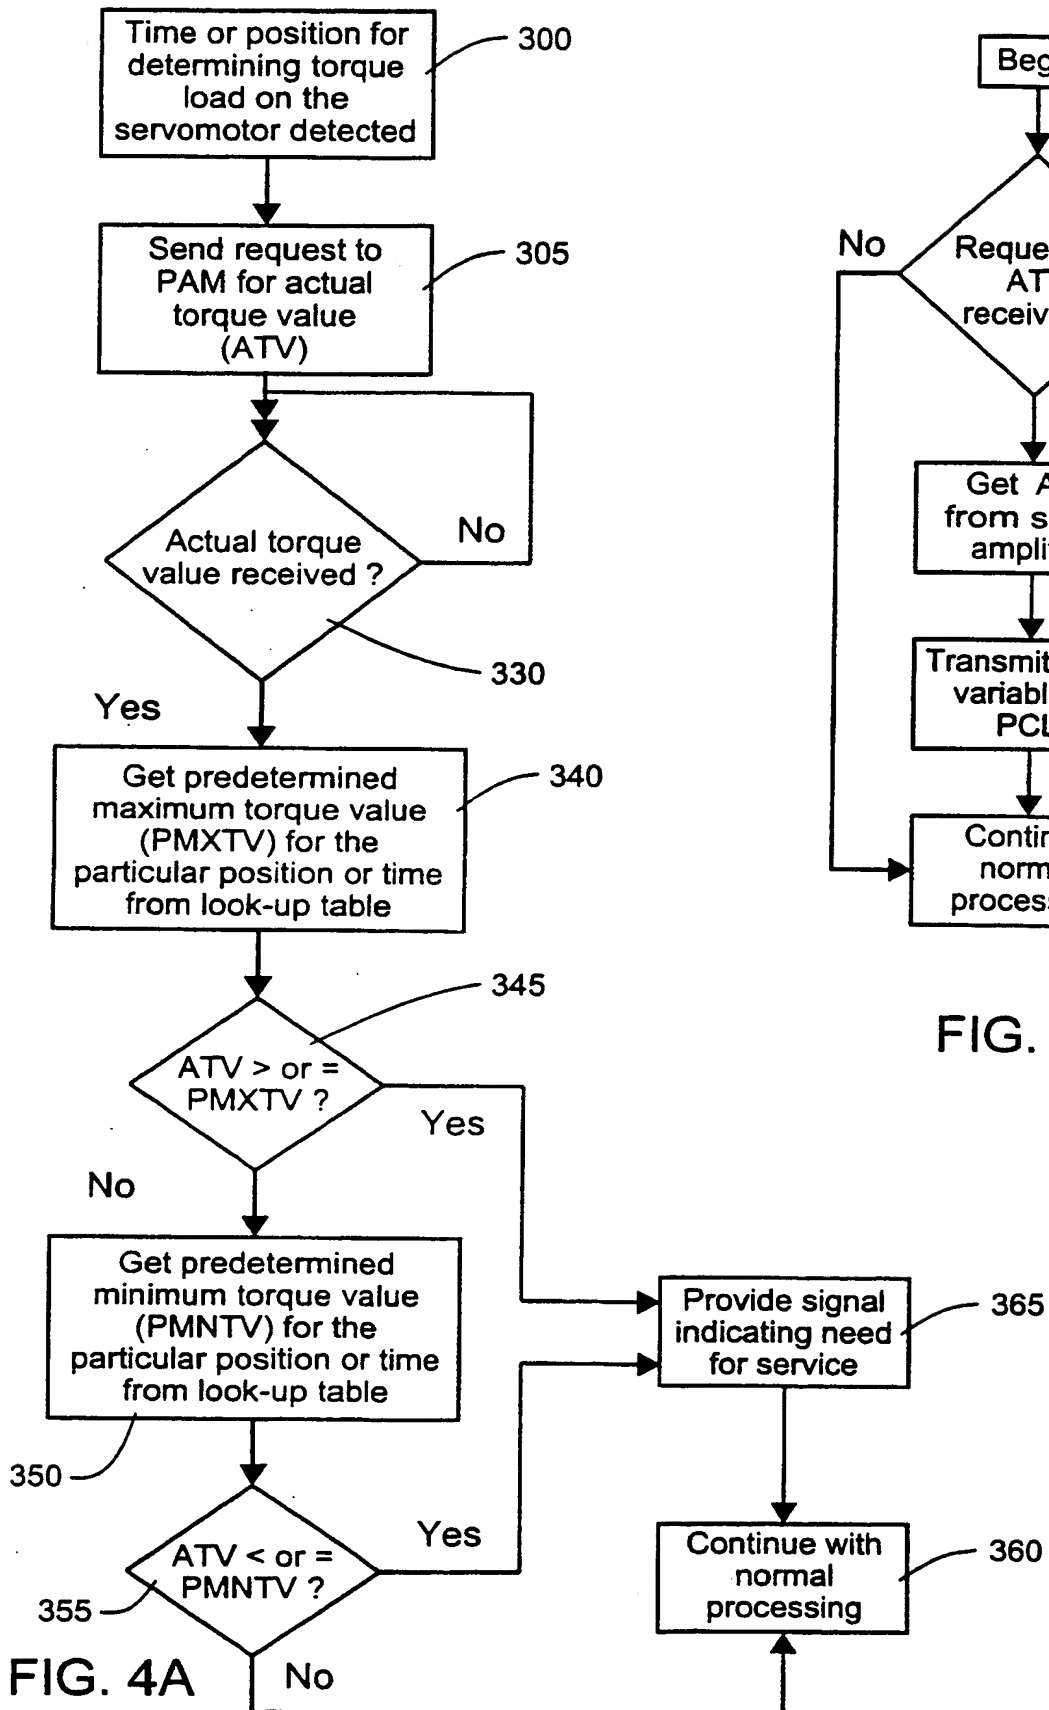 Time or position for
determining torque
load on the
servomotor detected
300
Send request to
PAM for actual
torque value
(ATV)
305
Actual torque
value received ?
No
330
Yes
Get predetermined
maximum torque value
(PMXTV) for the
particular position or time
from look-up table
340
ATV > or =
PMXTV ?
345
Yes
No
Get predetermined
minimum torque value
(PMNTV) for the
particular position or time
from look-up table
350
ATV < or =
PMNTV ?
355
Yes
No
Provide signal
indicating need
for service
365
Continue with
normal
processing
360
FIG. 4A
No
Get
from
FIG.